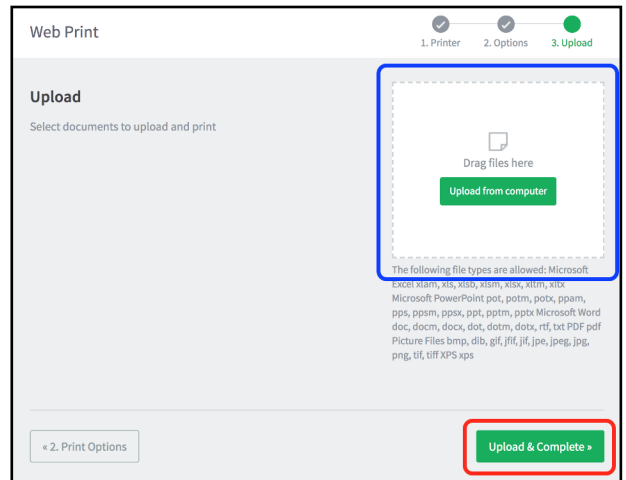 Web Print
1. Printer
2. Options
3. Upload
Upload
Select documents to upload and print
Drag files here
Upload from computer
The following file types are allowed: Microsoft
Excel xlam, xls, xlsb, xlsm, xlsx, xltm, xltx
Microsoft PowerPoint pot, potm, potx, ppam,
pps, ppsm, ppsx, ppt, pptm, pptx Microsoft Word
doc, docm, docx, dot, dotm, dotx, rtf, txt PDF pdf
Picture Files bmp, dib, gif, jfif, jif, jpe, jpeg, jpg,
png, tif, tiff XPS xps
« 2. Print Options
Upload & Complete »